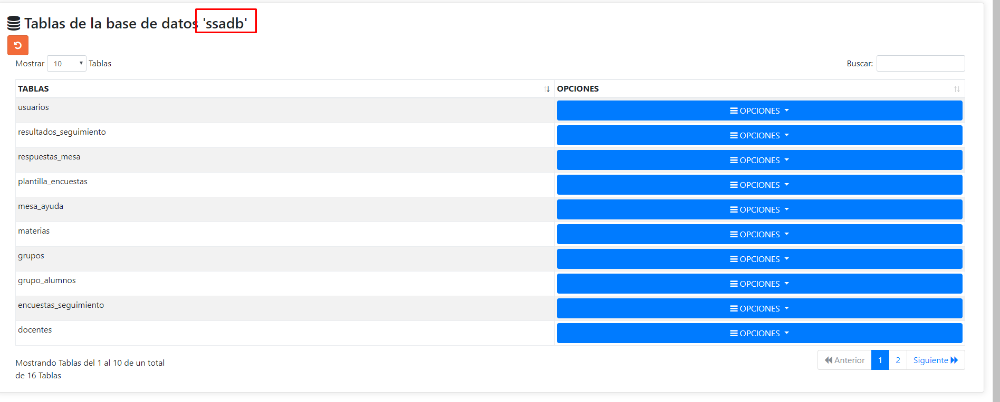 Tablas de la base de datos 'ssadb'
Mostrar 10 Tablas Buscar:
TABLAS OPCIONES
usuarios OPCIONES
resultados_seguimiento OPCIONES
respuestas_mesa OPCIONES
plantilla_encuestas OPCIONES
mesa_ayuda OPCIONES
materias OPCIONES
grupos OPCIONES
grupo_alumnos OPCIONES
encuestas_seguimiento OPCIONES
docentes OPCIONES
Mostrando Tablas del 1 al 10 de un total
de 16 Tablas
Anterior 1 2 Siguiente